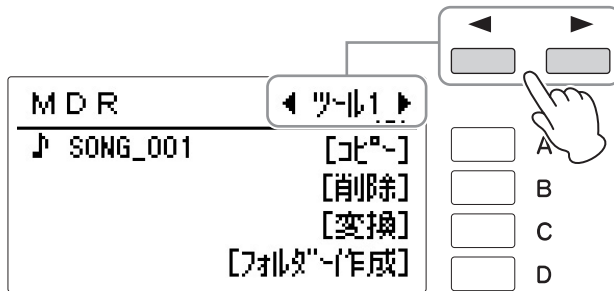 ◀ ▶
MDR ◀ ツール1 ▶
♪ SONG_001 [コピー] A
[削除] B
[変換] C
[フォルダー作成] D